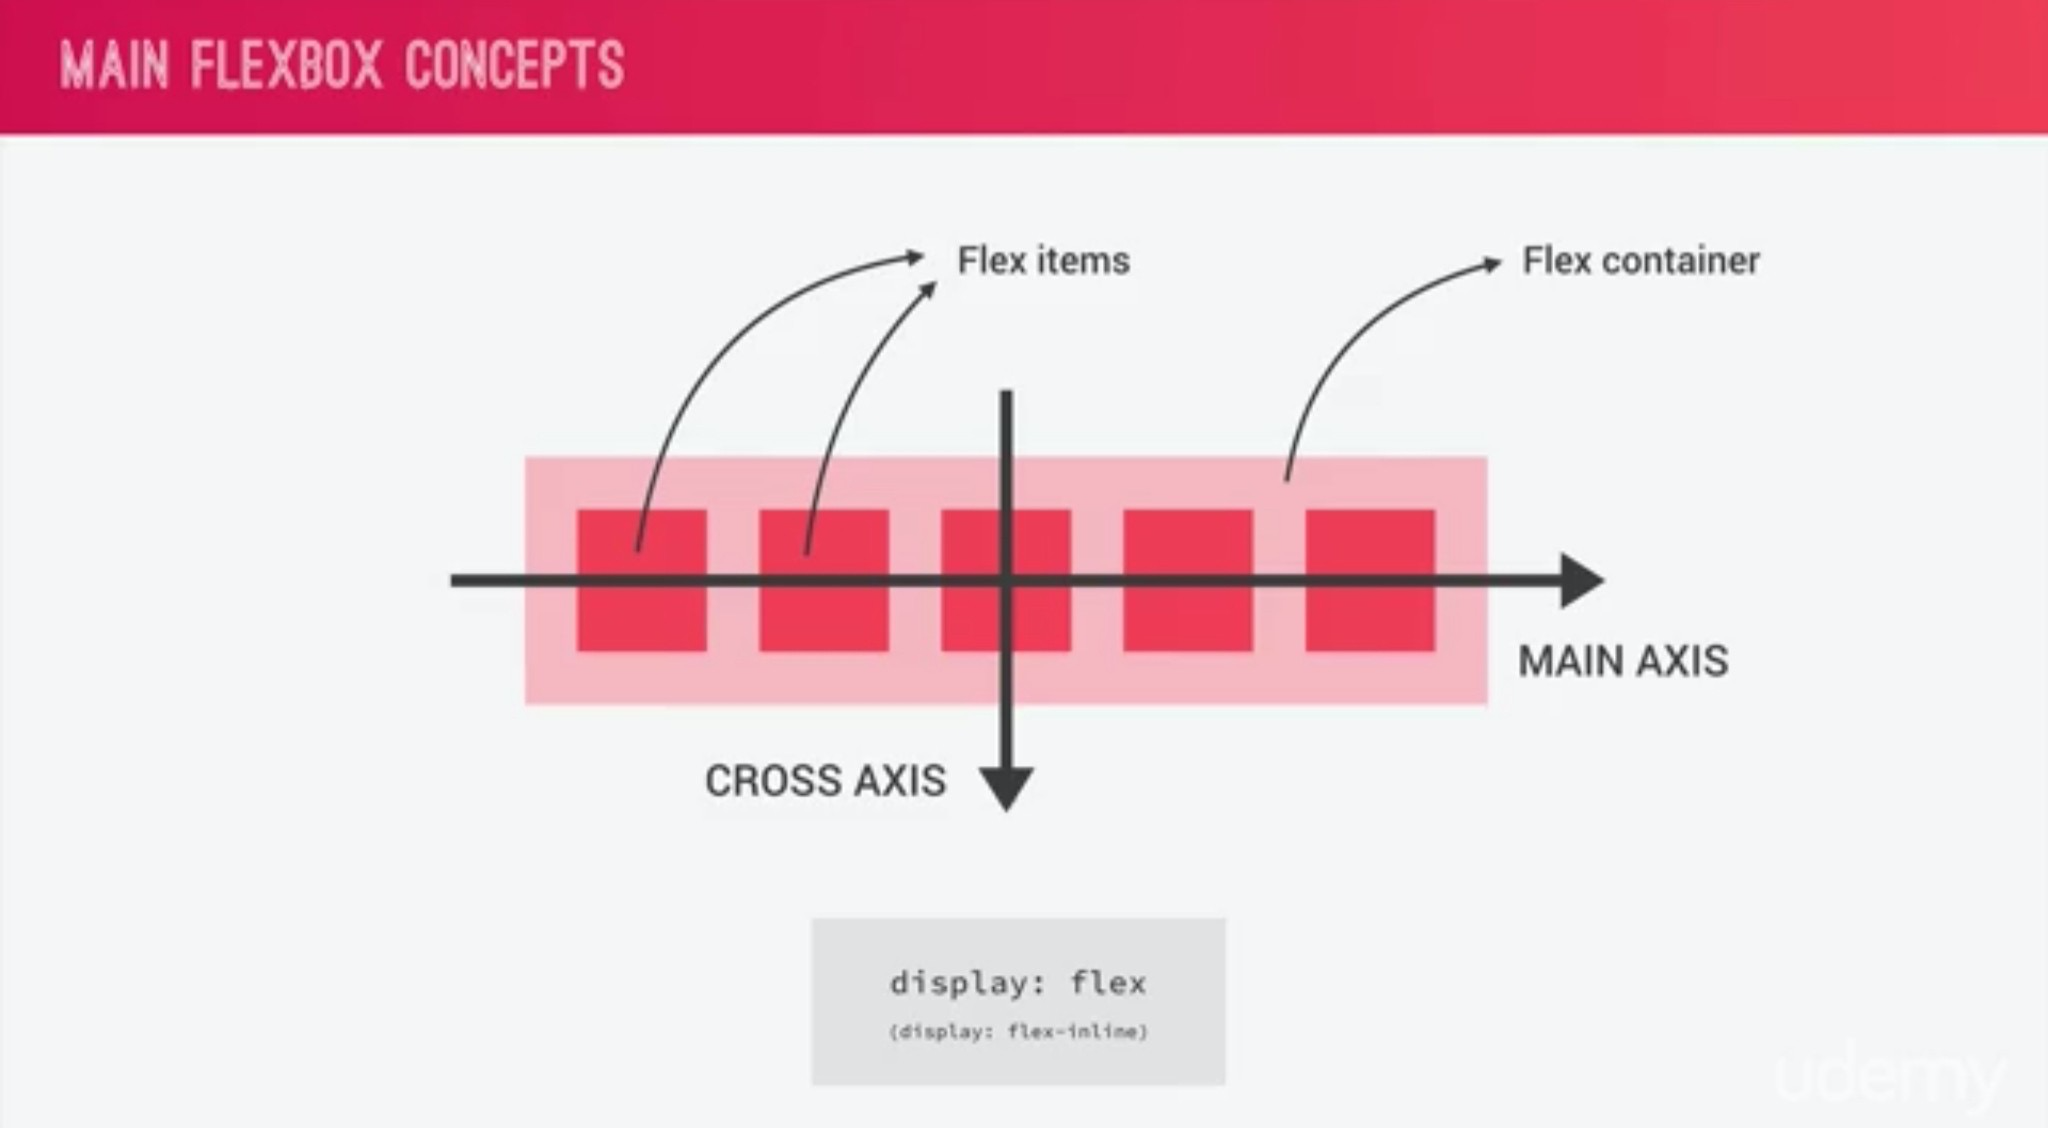 MAIN FLEXBOX CONCEPTS
Flex items
Flex container
MAIN AXIS
CROSS AXIS
display: flex
(display: flex-inline)
udemy